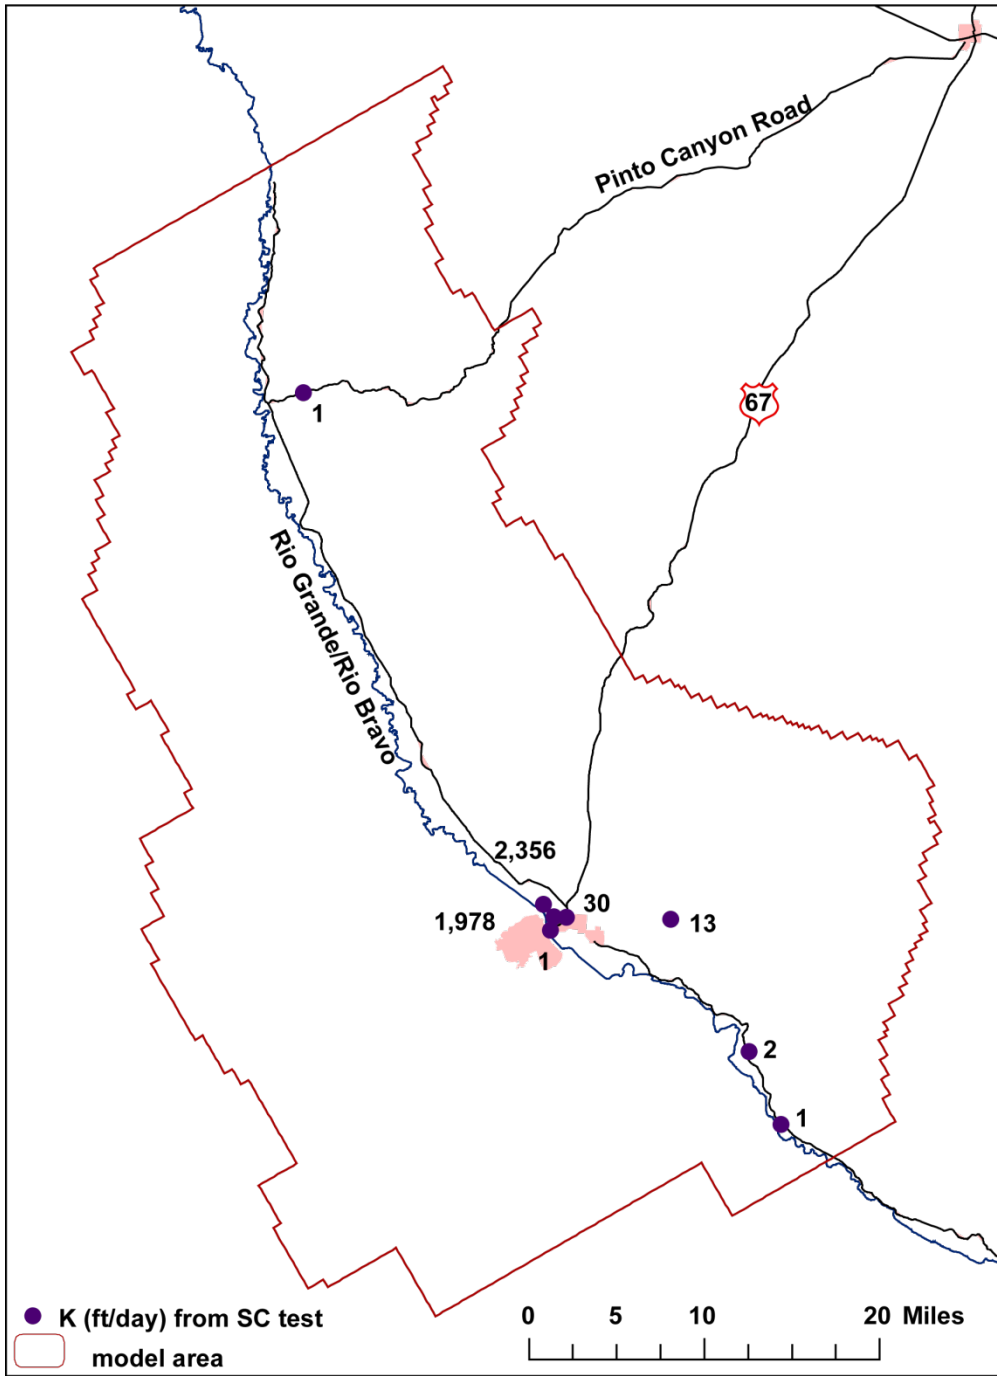 Pinto Canyon Road
67
1
Rio Grande/Rio Bravo
2,356
30
1,978
13
1
2
1
K (ft/day) from SC test
model area
0 5 10 20 Miles